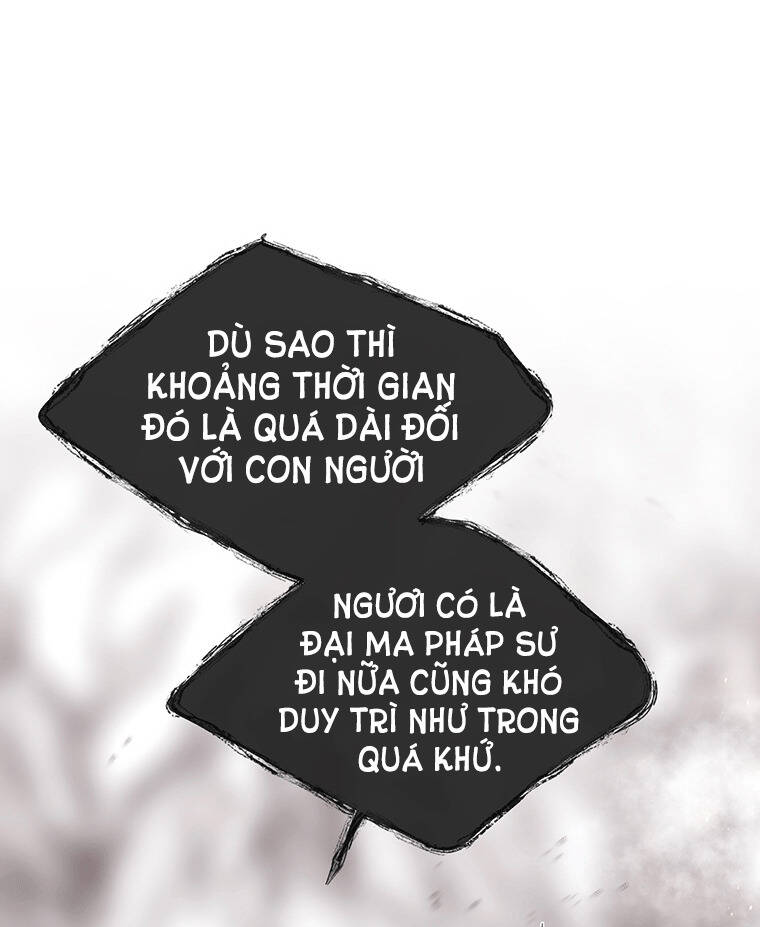 DÙ SAO THÌ
KHOẢNG THỜI GIAN
ĐÓ LÀ QUÁ DÀI ĐỐI
VỚI CON NGƯỜI
NGƯƠI CÓ LÀ
ĐẠI MA PHÁP SƯ
ĐI NỮA CŨNG KHÓ
DUY TRÌ NHƯ TRONG
QUÁ KHỨ.